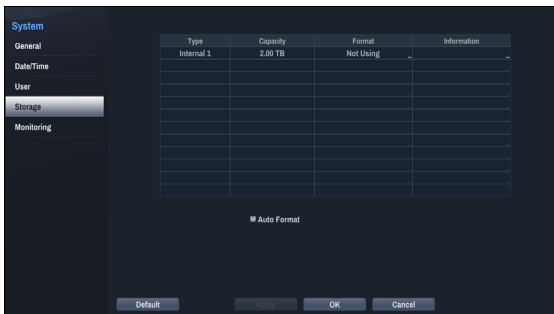 System
General
Date/Time
User
Storage
Monitoring
Type Capacity Format Information
Internal 1 2.00 TB Not Using ... ...
Auto Format
Default Apply OK Cancel